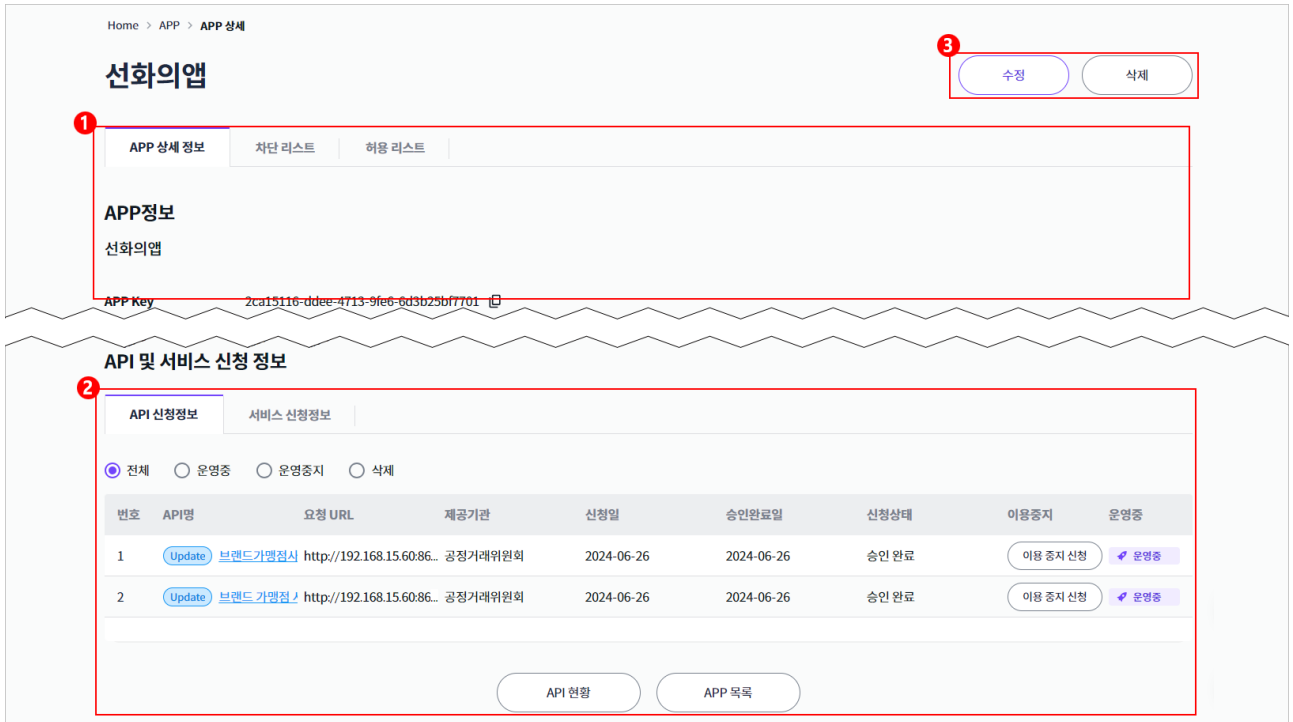 Home > APP > APP 상세
3
선화의앱
수정 삭제
1
APP 상세 정보 차단 리스트 허용 리스트
APP정보
선화의앱
APP Key 2ca15116-ddee-4713-9fe6-6d3b25bf7701
API 및 서비스 신청 정보
2
API 신청정보 서비스 신청정보
전체 운영중 운영중지 삭제
번호 API명 요청 URL 제공기관 신청일 승인완료일 신청상태 이용중지 운영중
1 Update 브랜드가맹점사 http://192.168.15.60:86... 공정거래위원회 2024-06-26 2024-06-26 승인 완료 이용 중지 신청 운영중
2 Update 브랜드 가맹점 http://192.168.15.60:86... 공정거래위원회 2024-06-26 2024-06-26 승인 완료 이용 중지 신청 운영중
API 현황 APP 목록